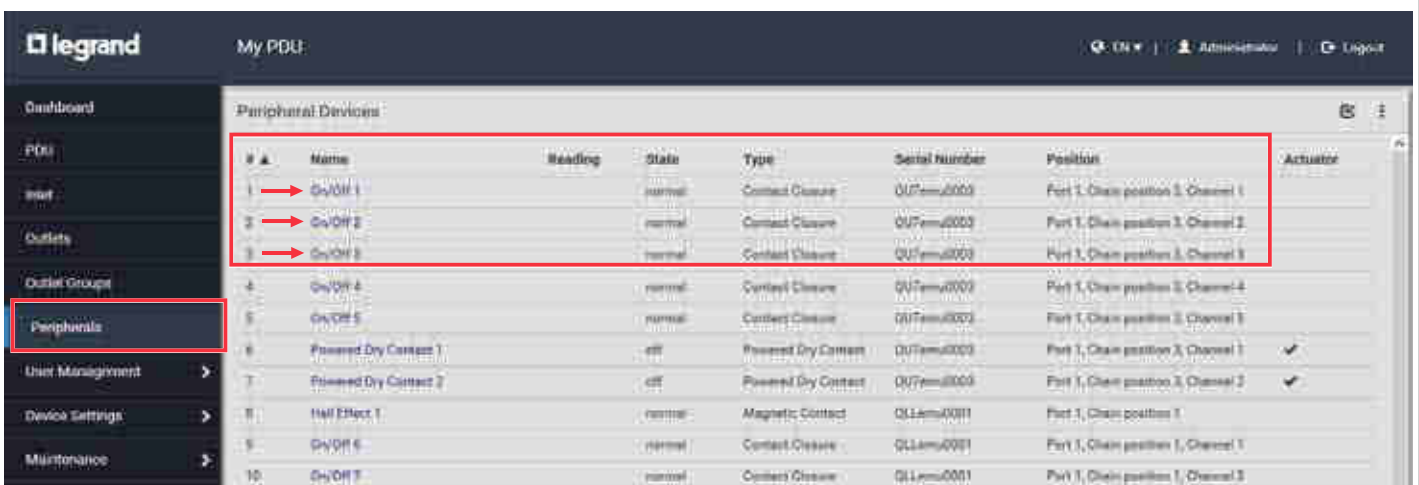 legrand
My PDU
EN
Administrator
Logout
Dashboard
PDU
Inlet
Outlets
Outlet Groups
Peripherals
User Management
Device Settings
Maintenance
Peripheral Devices
# Name Reading State Type Serial Number Position Actuator
1 On/Off 1 normal Contact Closure Port 1, Chain position 3, Channel 1
2 On/Off 2 normal Contact Closure Port 1, Chain position 3, Channel 2
3 On/Off 3 normal Contact Closure Port 1, Chain position 3, Channel 3
4 On/Off 4 normal Contact Closure Port 1, Chain position 3, Channel 4
5 On/Off 5 normal Contact Closure Port 1, Chain position 3, Channel 5
6 Powered Dry Contact 1 off Powered Dry Contact Port 1, Chain position 3, Channel 1 ✔
7 Powered Dry Contact 2 off Powered Dry Contact Port 1, Chain position 3, Channel 2 ✔
8 Hall Effect 1 normal Magnetic Contact Port 1, Chain position 1
9 On/Off 6 normal Contact Closure Port 1, Chain position 1, Channel 1
10 On/Off 7 normal Contact Closure Port 1, Chain position 1, Channel